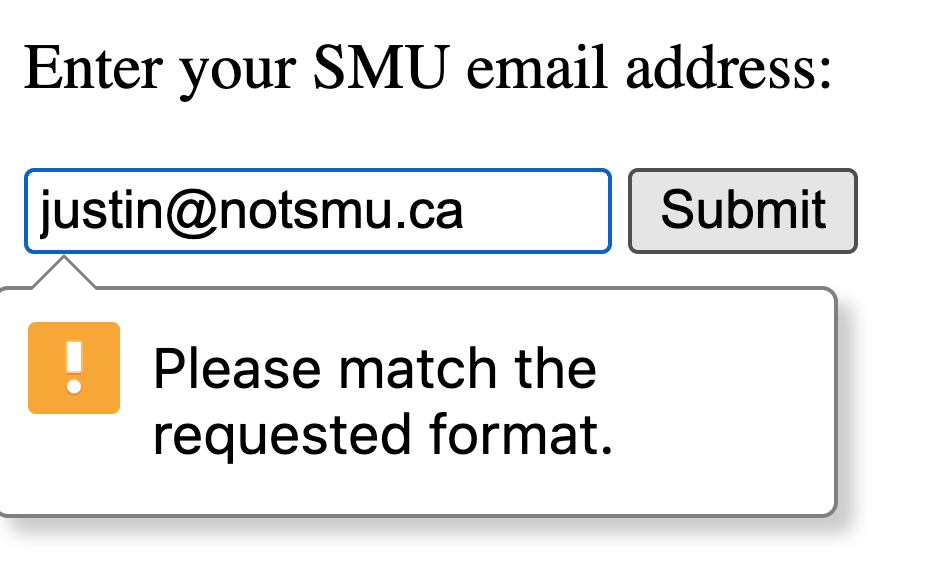 Enter your SMU email address:
justin@notsmu.ca Submit
Please match the
requested format.